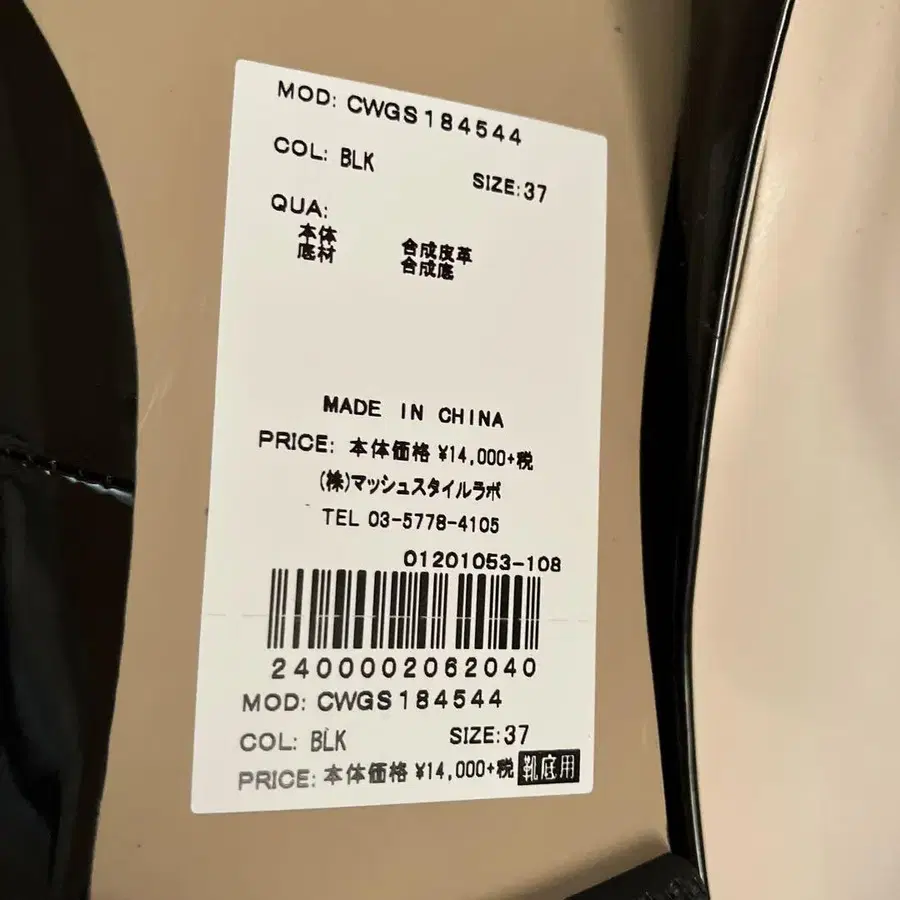 MOD: CWGS184544
COL: BLK
SIZE:37
QUA:
本体 合成皮革
底材 合成底
MADE IN CHINA
PRICE: 本体価格 ¥14,000+税
(株)マッシュスタイルラボ
TEL 03-5778-4105
01201053-108
2400002062040
MOD: CWGS184544
COL: BLK SIZE:37
PRICE: 本体価格 ¥14,000+税 靴底用